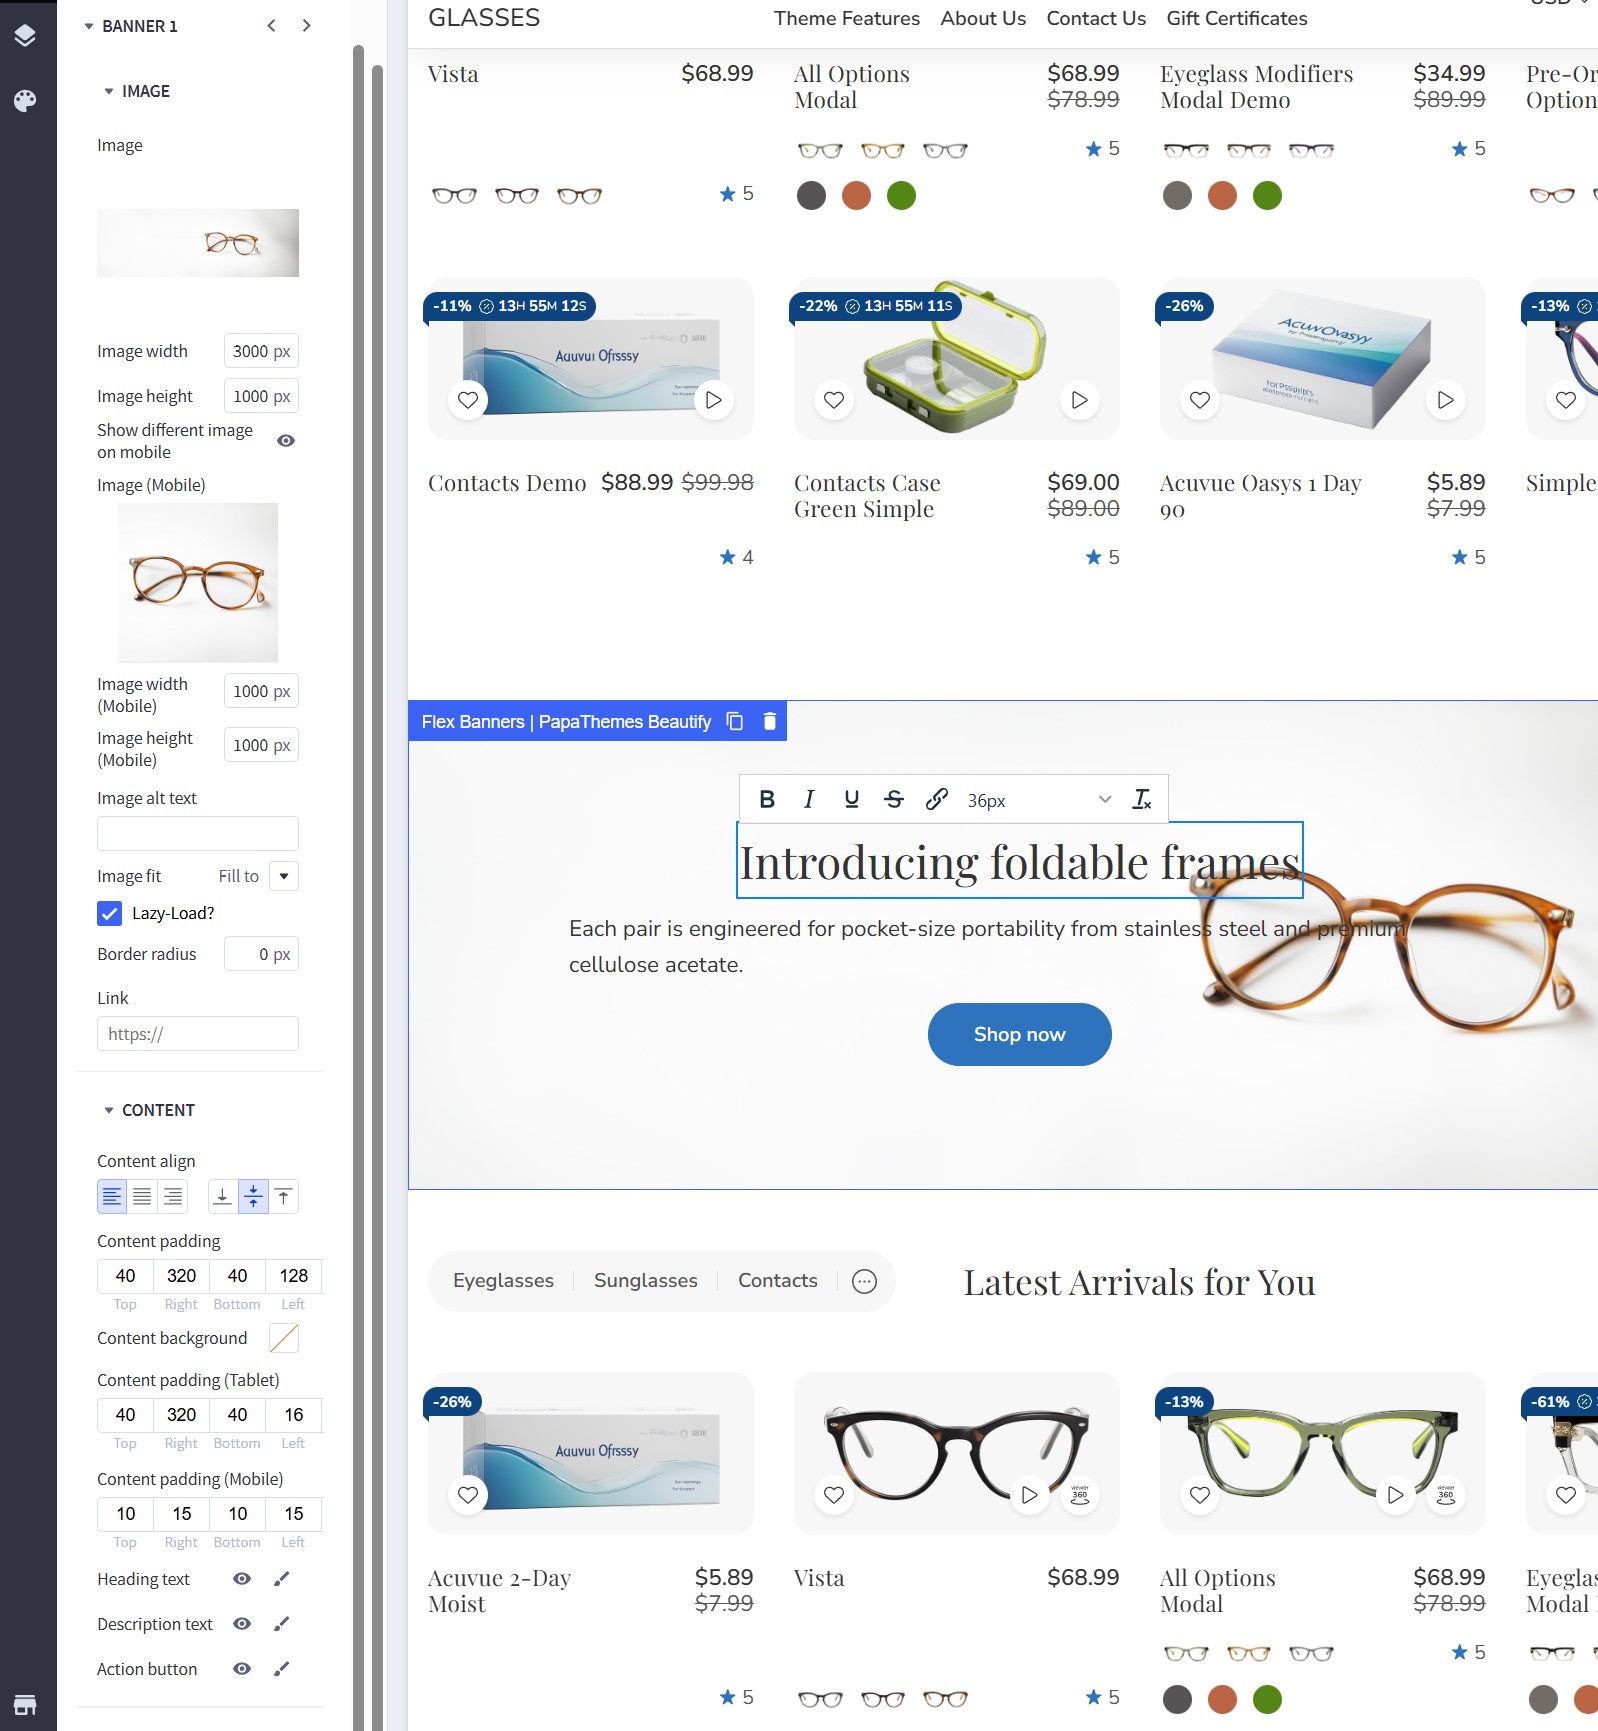 BANNER 1
IMAGE
Image
Image width 3000 px
Image height 1000 px
Show different image
on mobile
Image (Mobile)
Image width
(Mobile)
1000 px
Image height
(Mobile)
1000 px
Image alt text
Image fit Fill to
Lazy-Load?
Border radius 0 px
Link
https://
CONTENT
Content align
Content padding
40 320 40 128
Top Right Bottom Left
Content background
Content padding (Tablet)
40 320 40 16
Top Right Bottom Left
Content padding (Mobile)
10 15 10 15
Top Right Bottom Left
Heading text
Description text
Action button
GLASSES
Theme Features About Us Contact Us Gift Certificates
Vista $68.99
5
All Options
Modal
$68.99
$78.99
5
Eyeglass Modifiers
Modal Demo
$34.99
$89.99
5
Pre-Or
Option
-11% 13H 55M 12S
Aquvui Ofrsssy
Contacts Demo $88.99 $99.98
4
-22% 13H 55M 11S
Contacts Case
Green Simple
$69.00
$89.00
5
-26%
AcuvOvasyy
Acuvue Oasys 1 Day
90
$5.89
$7.99
5
-13%
Simple
Flex Banners | PapaThemes Beautify
B I U S 36px
Introducing foldable frames
Each pair is engineered for pocket-size portability from stainless steel and premium
cellulose acetate.
Shop now
Eyeglasses Sunglasses Contacts
Latest Arrivals for You
-26%
Aquvui Ofrsssy
Acuvue 2-Day
Moist
$5.89
$7.99
5
viewer
360
Vista $68.99
5
-13%
viewer
360
All Options
Modal
$68.99
$78.99
5
-61%
Eyeglas
Modal